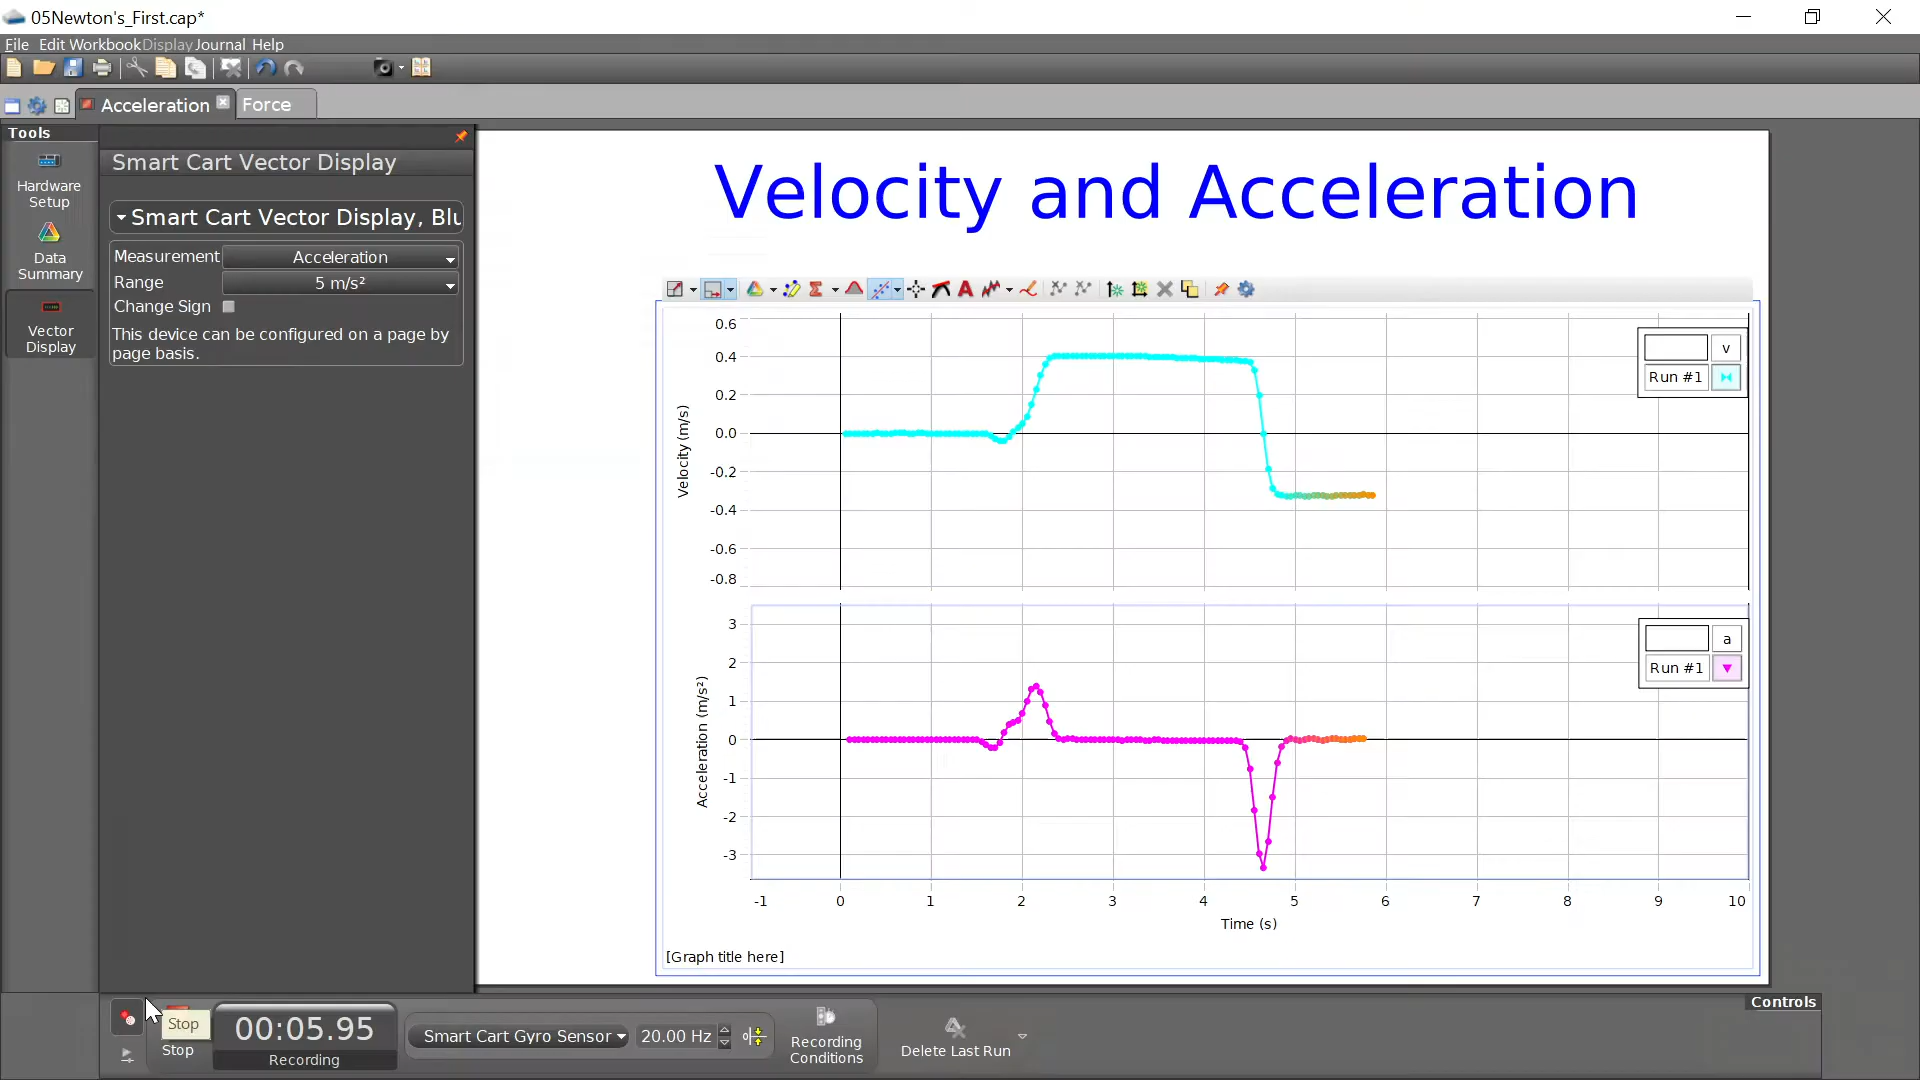 05Newton's_First.cap*
File Edit Workbook Display Journal Help
Acceleration Force
Tools
Hardware
Setup
Data
Summary
Vector
Display
Smart Cart Vector Display
Smart Cart Vector Display, Blu
Measurement Acceleration
Range 5 m/s²
Change Sign
This device can be configured on a page by
page basis.
Velocity and Acceleration
Velocity (m/s)
0.6
0.4
0.2
0.0
-0.2
-0.4
-0.6
-0.8
v
Run #1
Acceleration (m/s²)
3
2
1
0
-1
-2
-3
a
Run #1
-1 0 1 2 3 4 5 6 7 8 9 10
Time (s)
[Graph title here]
Controls
Stop
Stop
00:05.95
Recording
Smart Cart Gyro Sensor
20.00 Hz
Recording
Conditions
Delete Last Run